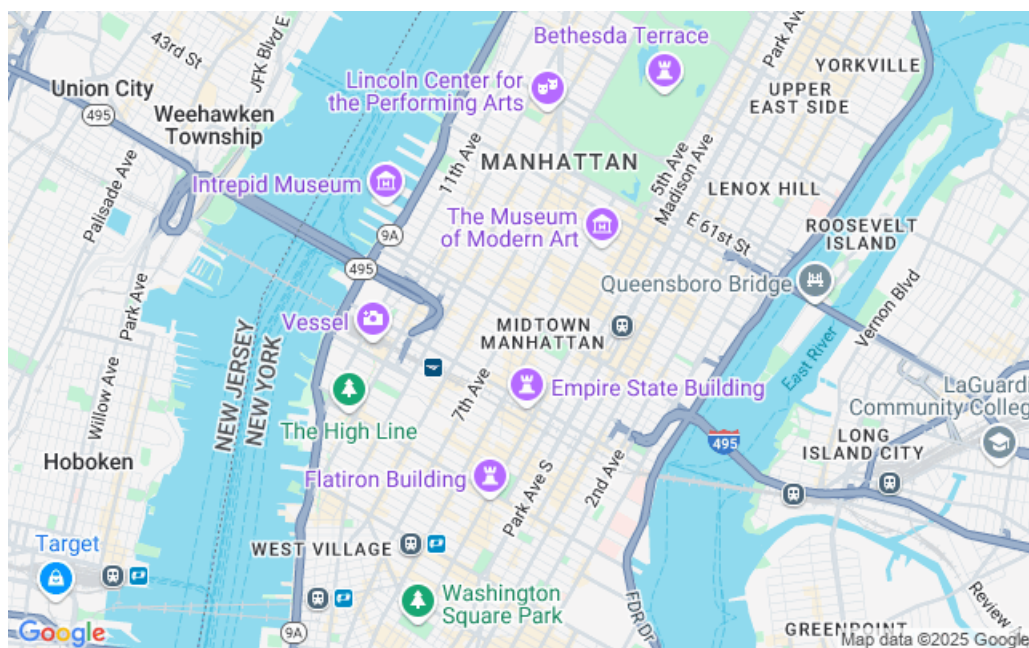 43rd St
JFK Blvd E
Union City
495
Weehawken
Township
Palisade Ave
Park Ave
Willow Ave
Hoboken
Target
Google
NEW JERSEY
NEW YORK
Bethesda Terrace
Lincoln Center for
the Performing Arts
Park Ave
YORKVILLE
UPPER
EAST SIDE
11th Ave
MANHATTAN
Intrepid Museum
5th Ave
Madison Ave
LENOX HILL
The Museum
of Modern Art
E 61st St
ROOSEVELT
ISLAND
9A
495
Queensboro Bridge
Vernon Blvd
Vessel
MIDTOWN
MANHATTAN
East River
7th Ave
Empire State Building
The High Line
LaGuardi
Community Colleg
495
LONG
ISLAND CITY
Flatiron Building
Park Ave S
2nd Ave
WEST VILLAGE
Washington
Square Park
9A
FDR Dr
Review A
GREENPOINT
Map data ©2025 Google